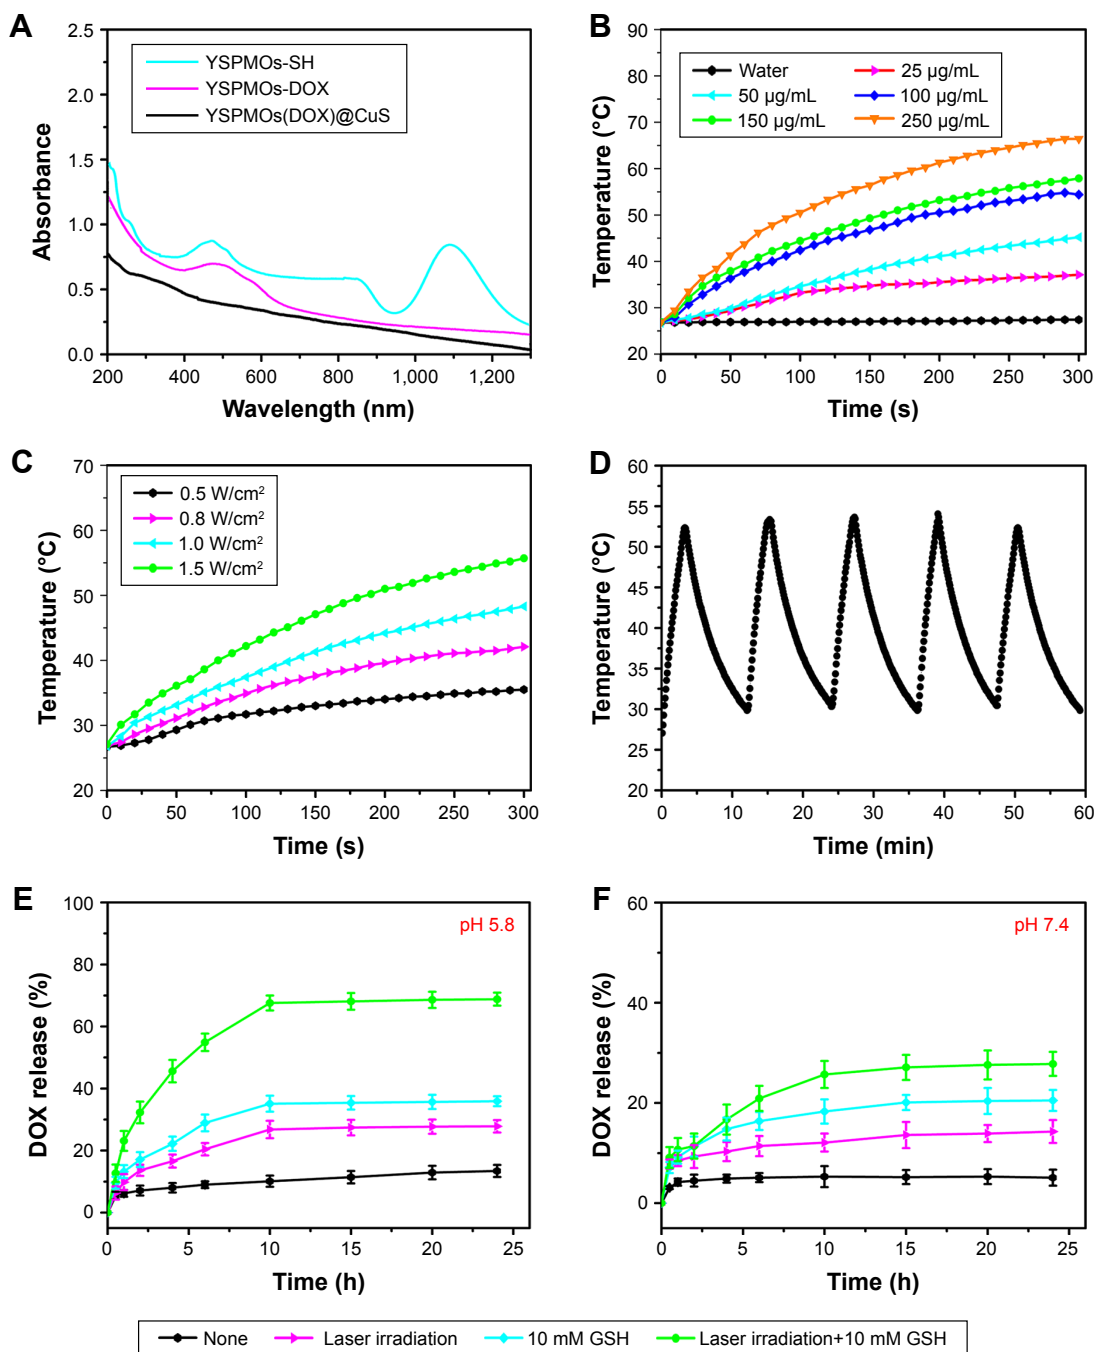 A
Absorbance
2.5
2.0
1.5
1.0
0.5
0.0
YSPMOs-SH
YSPMOs-DOX
YSPMOs(DOX)@CuS
200 400 600 800 1,000 1,200
Wavelength (nm)
B
Temperature (°C)
90
80
70
60
50
40
30
20
Water 25 µg/mL
50 µg/mL 100 µg/mL
150 µg/mL 250 µg/mL
0 50 100 150 200 250 300
Time (s)
C
Temperature (°C)
70
60
50
40
30
20
0.5 W/cm²
0.8 W/cm²
1.0 W/cm²
1.5 W/cm²
0 50 100 150 200 250 300
Time (s)
D
Temperature (°C)
60
55
50
45
40
35
30
25
20
0 10 20 30 40 50 60
Time (min)
E
DOX release (%)
100
80
60
40
20
0
pH 5.8
0 5 10 15 20 25
Time (h)
F
DOX release (%)
60
40
20
0
pH 7.4
0 5 10 15 20 25
Time (h)
None Laser irradiation 10 mM GSH Laser irradiation+10 mM GSH